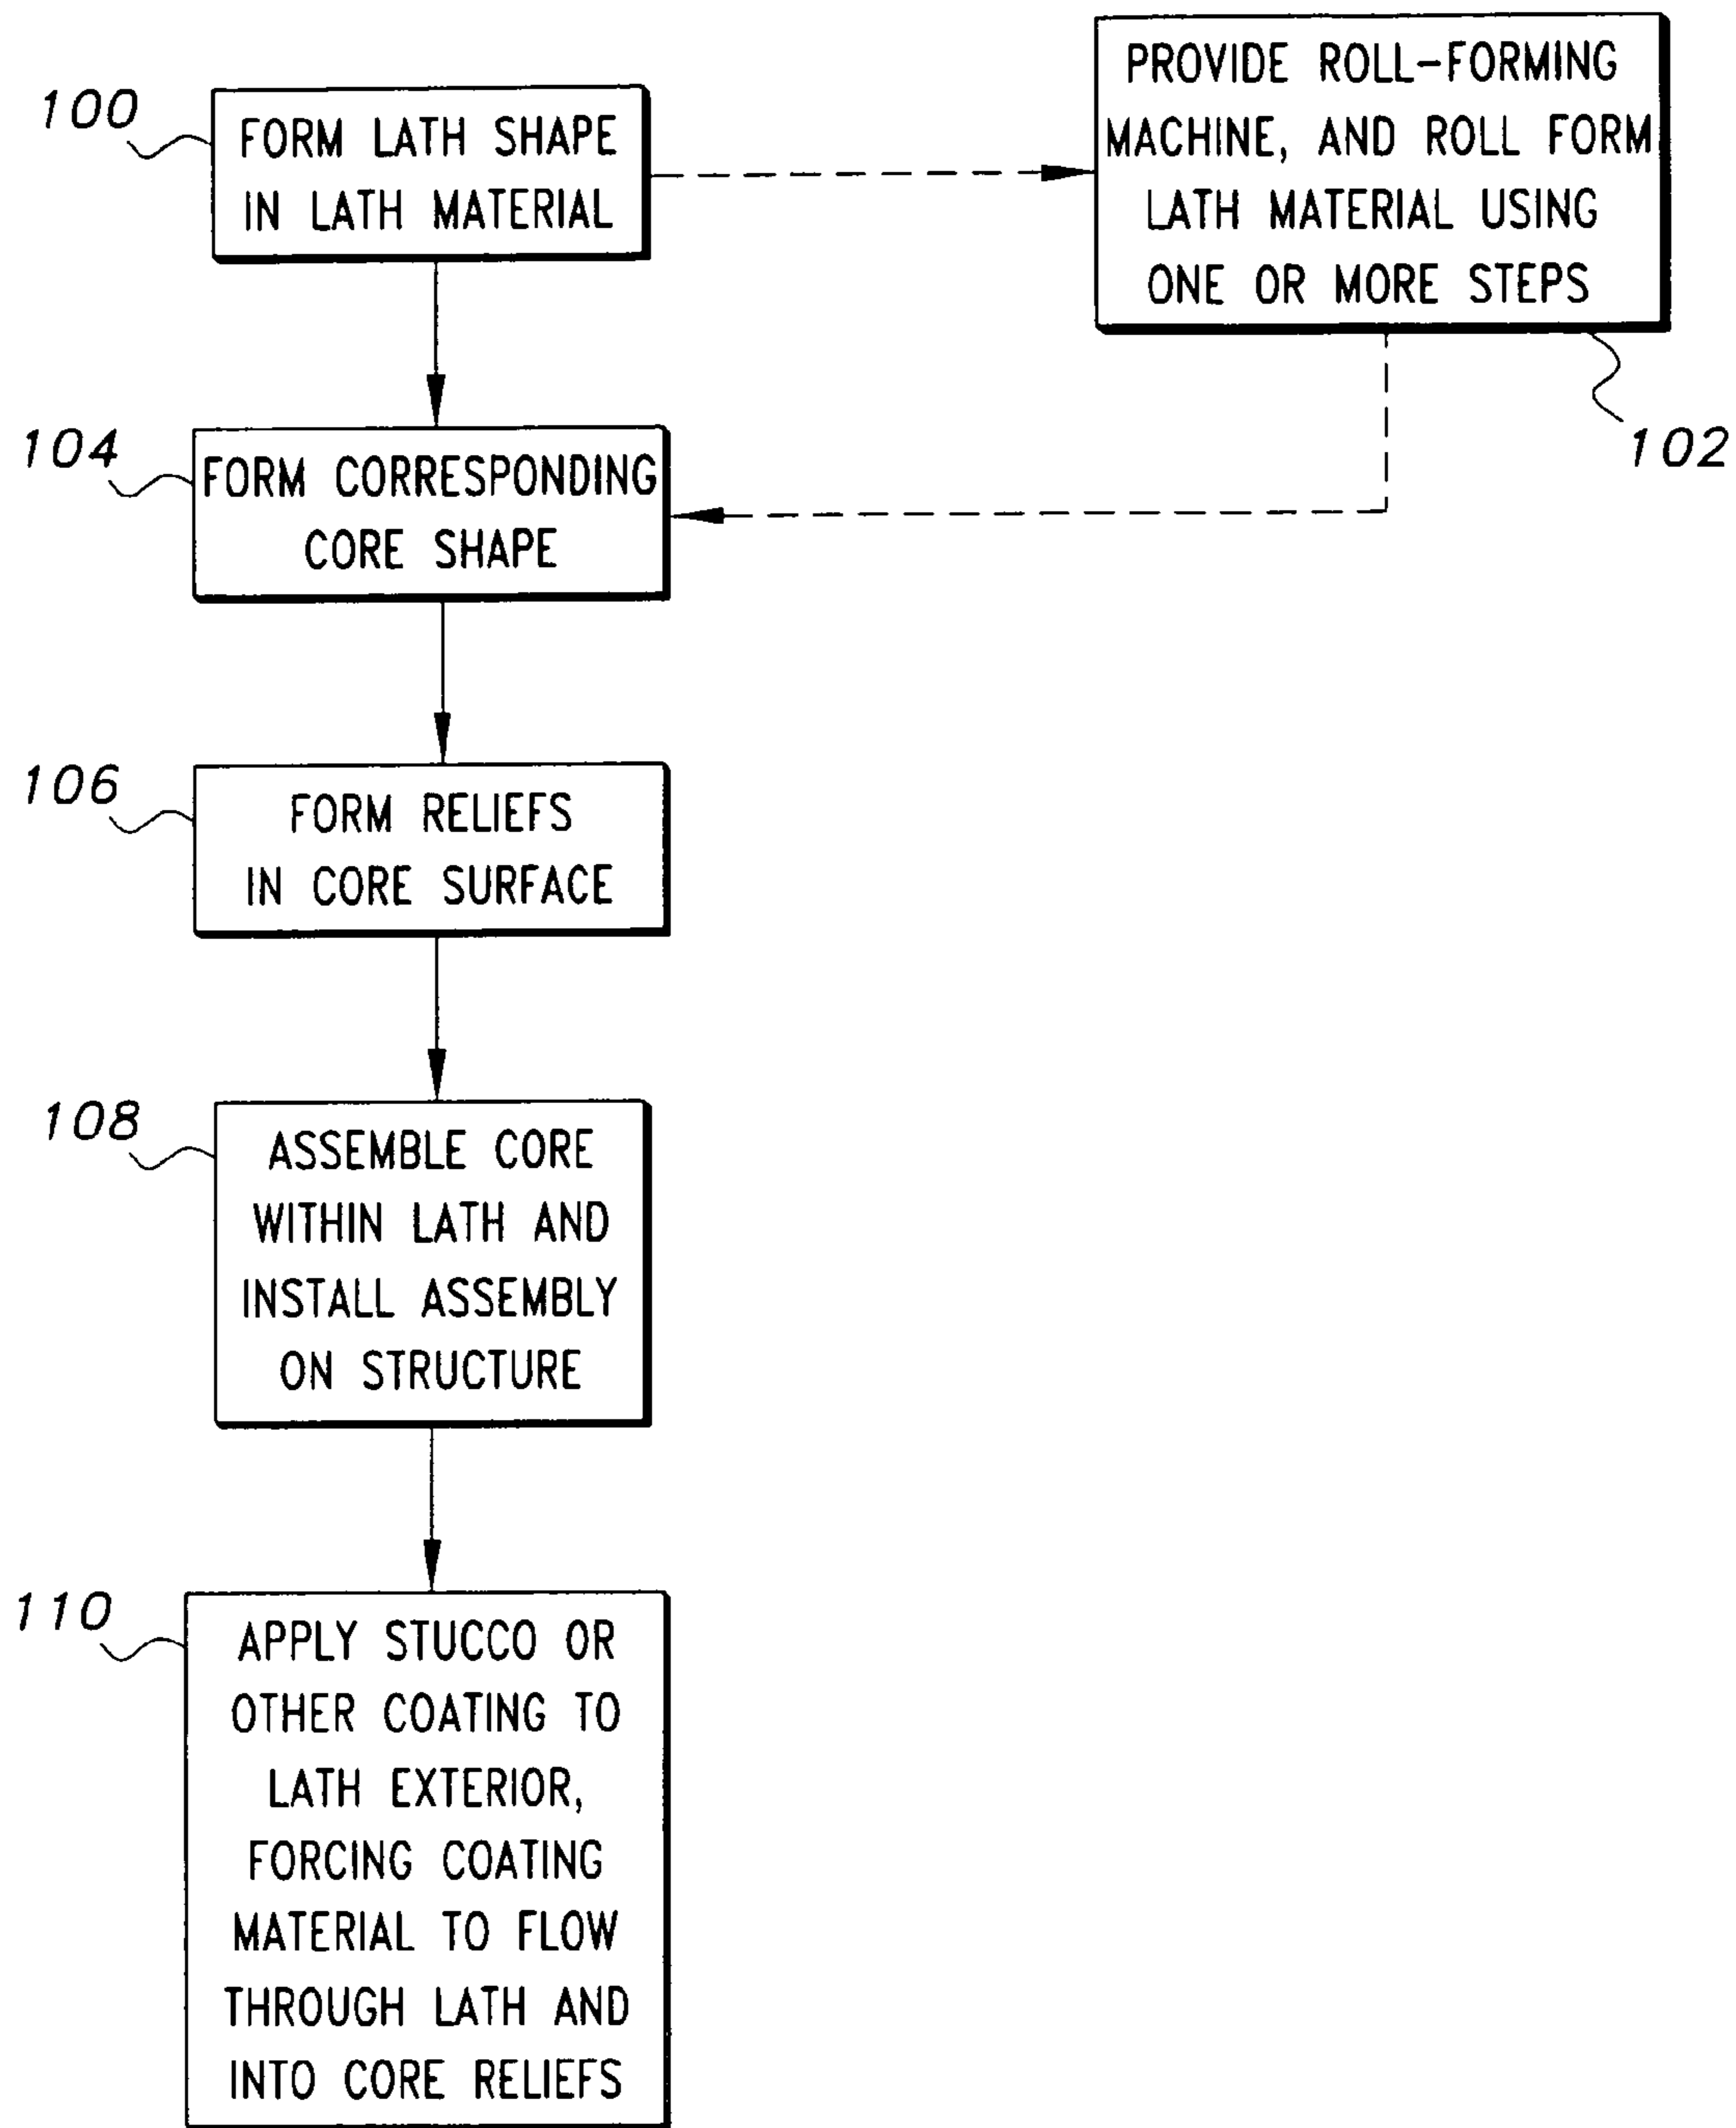 100
FORM LATH SHAPE
IN LATH MATERIAL
PROVIDE ROLL-FORMING
MACHINE, AND ROLL FORM
LATH MATERIAL USING
ONE OR MORE STEPS
102
104
FORM CORRESPONDING
CORE SHAPE
106
FORM RELIEFS
IN CORE SURFACE
108
ASSEMBLE CORE
WITHIN LATH AND
INSTALL ASSEMBLY
ON STRUCTURE
110
APPLY STUCCO OR
OTHER COATING TO
LATH EXTERIOR,
FORCING COATING
MATERIAL TO FLOW
THROUGH LATH AND
INTO CORE RELIEFS